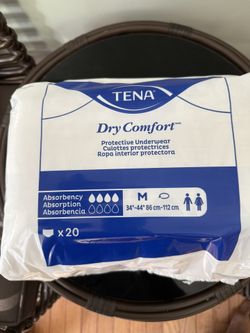 TENA
Dry Comfort™
Protective Underwear
Culottes protectrices
Ropa interior protectora
Absorbency
Absorption
Absorbencia
M
34"-44" 86 cm-112 cm
x 20